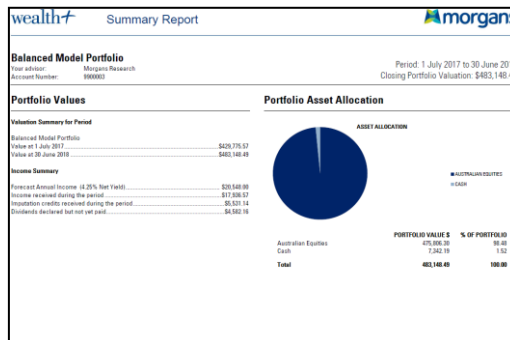 wealth+ Summary Report morgans
Balanced Model Portfolio
Your advisor: Morgans Research
Account Number: 9900003
Period: 1 July 2017 to 30 June 201
Closing Portfolio Valuation: $483,148.4
Portfolio Values
Valuation Summary for Period
Balanced Model Portfolio
Value at 1 July 2017 $429,775.57
Value at 30 June 2018 $483,148.49
Income Summary
Forecast Annual Income (4.25% Net Yield) $20,548.00
Income received during the period $17,936.57
Imputation credits received during the period $5,531.14
Dividends declared but not yet paid $4,582.16
Portfolio Asset Allocation
ASSET ALLOCATION
AUSTRALIAN EQUITIES
CASH
PORTFOLIO VALUE $ % OF PORTFOLIO
Australian Equities 475,806.30 98.48
Cash 7,342.19 1.52
Total 483,148.49 100.00